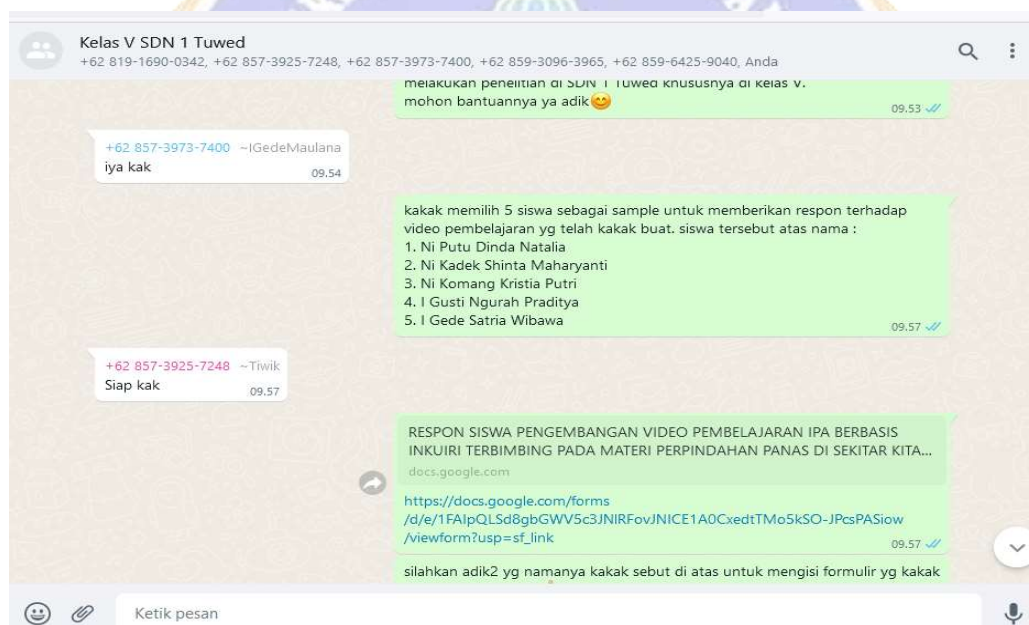 Kelas V SDN 1 Tuwed
+62 819-1690-0342, +62 857-3925-7248, +62 857-3973-7400, +62 859-3096-3965, +62 859-6425-9040, Anda
melakukan penelitian di SDN 1 Tuwed khususnya di kelas V.
mohon bantuannya ya adik😊
09.53
+62 857-3973-7400 ~IGedeMaulana
iya kak
09.54
kakak memilih 5 siswa sebagai sample untuk memberikan respon terhadap
video pembelajaran yg telah kakak buat. siswa tersebut atas nama :
1. Ni Putu Dinda Natalia
2. Ni Kadek Shinta Maharyanti
3. Ni Komang Kristia Putri
4. I Gusti Ngurah Praditya
5. I Gede Satria Wibawa
09.57
+62 857-3925-7248 ~Tiwik
Siap kak
09.57
RESPON SISWA PENGEMBANGAN VIDEO PEMBELAJARAN IPA BERBASIS
INKUIRI TERBIMBING PADA MATERI PERPINDAHAN PANAS DI SEKITAR KITA...
docs.google.com
https://docs.google.com/forms
/d/e/1FAIpQLSd8gbGWV5c3JNIRFovJNICE1A0CxedtTMo5kSO-JPcsPASiow
/viewform?usp=sf_link
09.57
silahkan adik2 yg namanya kakak sebut di atas untuk mengisi formulir yg kakak
Ketik pesan